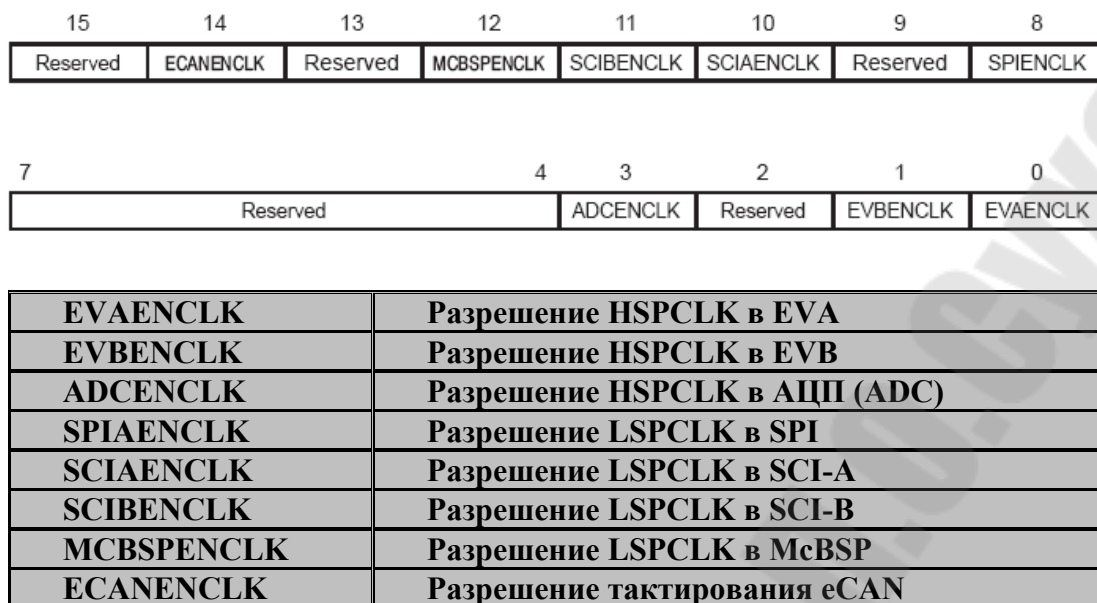 15 14 13 12 11 10 9 8
Reserved ECANENCLK Reserved MCBSPENCLK SCIBENCLK SCIAENCLK Reserved SPIENCLK
7 4 3 2 1 0
Reserved ADCENCLK Reserved EVBENCLK EVAENCLK
EVAENCLK Разрешение HSPCLK в EVA
EVBENCLK Разрешение HSPCLK в EVB
ADCENCLK Разрешение HSPCLK в АЦП (ADC)
SPIAENCLK Разрешение LSPCLK в SPI
SCIAENCLK Разрешение LSPCLK в SCI-A
SCIBENCLK Разрешение LSPCLK в SCI-B
MCBSPENCLK Разрешение LSPCLK в McBSP
ECANENCLK Разрешение тактирования eCAN